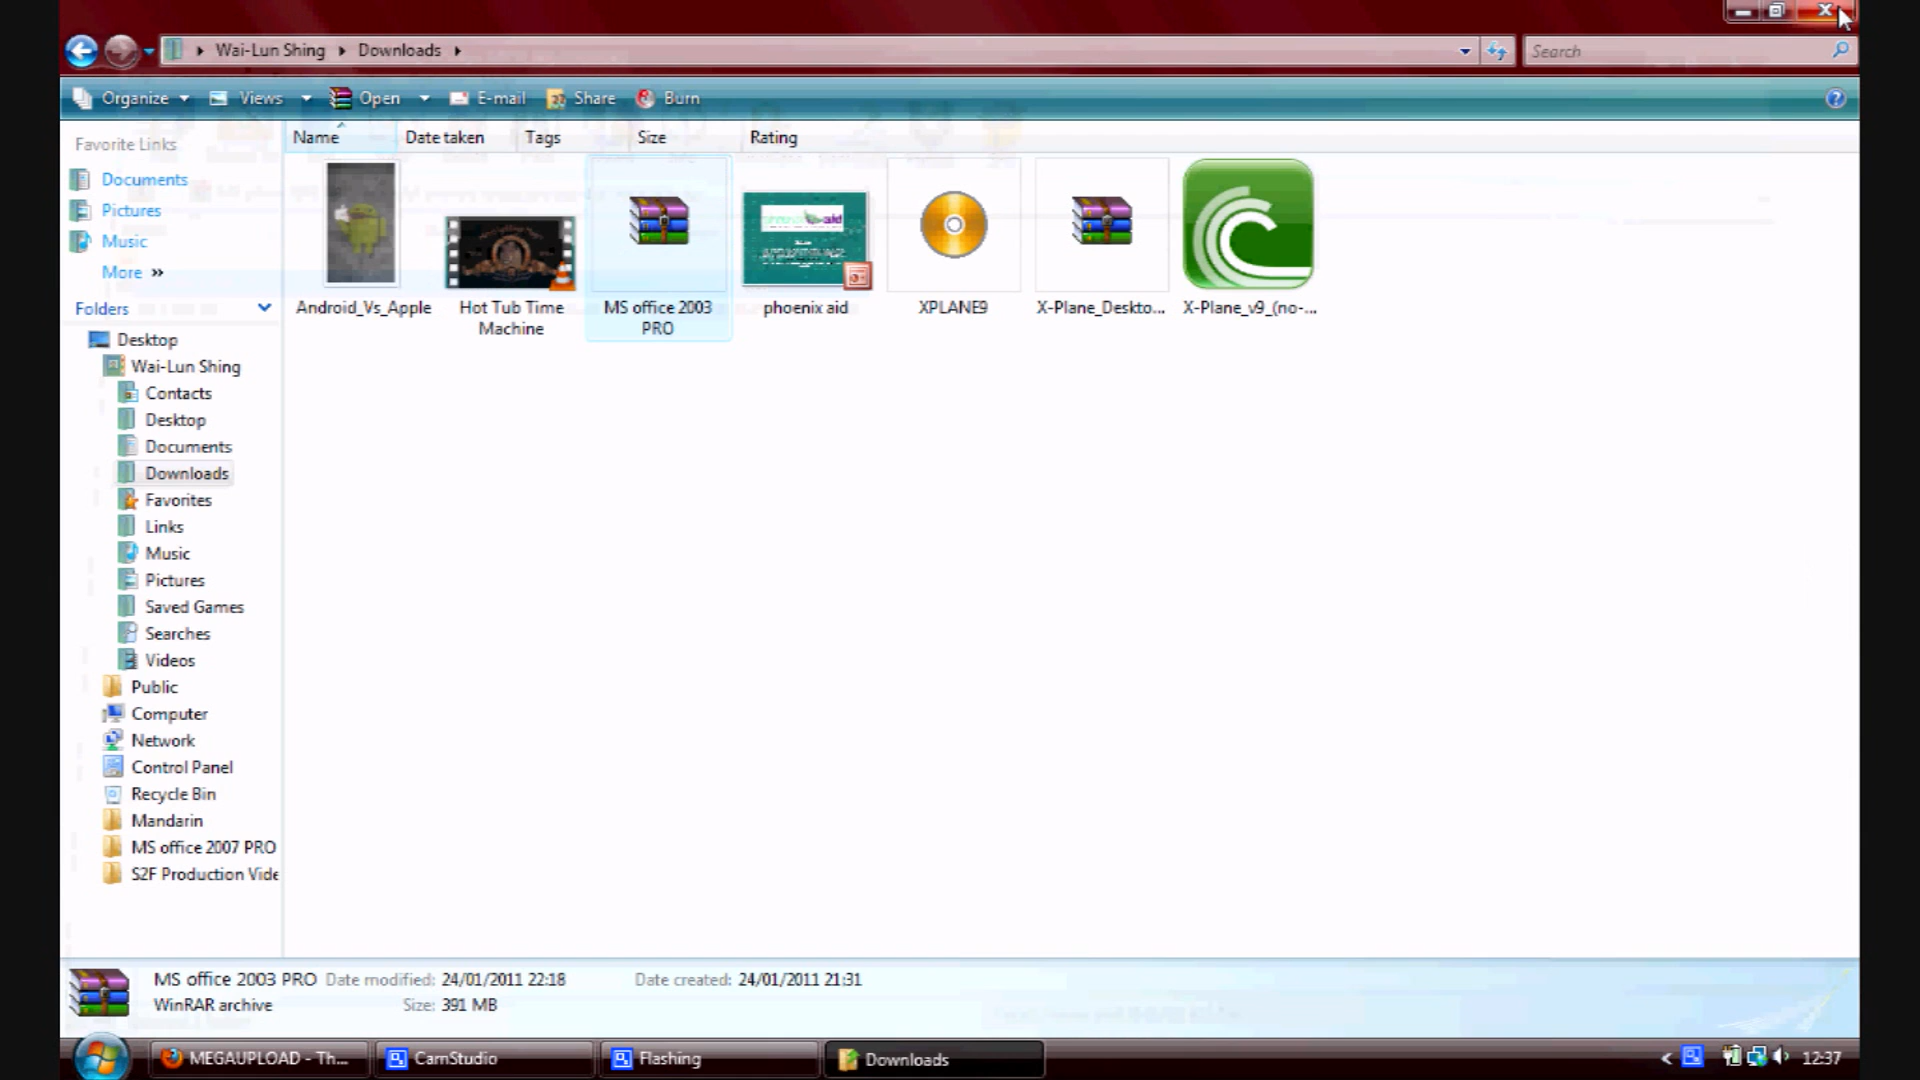 Wai-Lun Shing Downloads
Search
Organize Views Open E-mail Share Burn
Favorite Links
Documents
Pictures
Music
More »
Folders
Desktop
Wai-Lun Shing
Contacts
Desktop
Documents
Downloads
Favorites
Links
Music
Pictures
Saved Games
Searches
Videos
Public
Computer
Network
Control Panel
Recycle Bin
Mandarin
MS office 2007 PRO
S2F Production Vide
Name Date taken Tags Size Rating
Android_Vs_Apple
Hot Tub Time
Machine
MS office 2003
PRO
phoenix aid
XPLANE9
X-Plane_Deskto...
X-Plane_v9_(no-...
MS office 2003 PRO Date modified: 24/01/2011 22:18 Date created: 24/01/2011 21:31
WinRAR archive Size: 391 MB
MEGAUPLOAD - Th... CamStudio Flashing Downloads 12:37